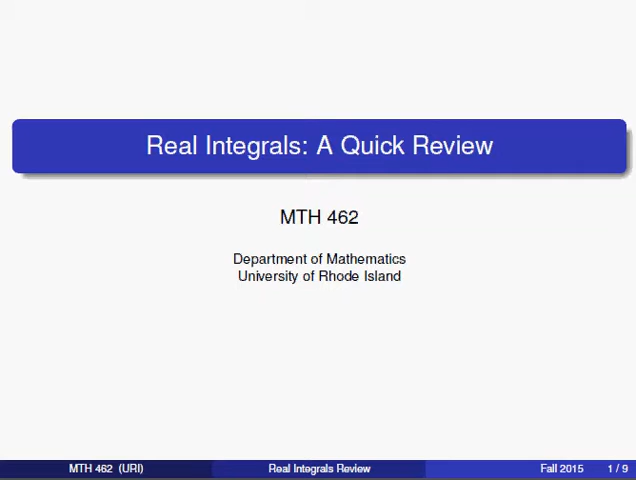 Real Integrals: A Quick Review
MTH 462
Department of Mathematics
University of Rhode Island
MTH 462 (URI) Real Integrals Review Fall 2015 1 / 9